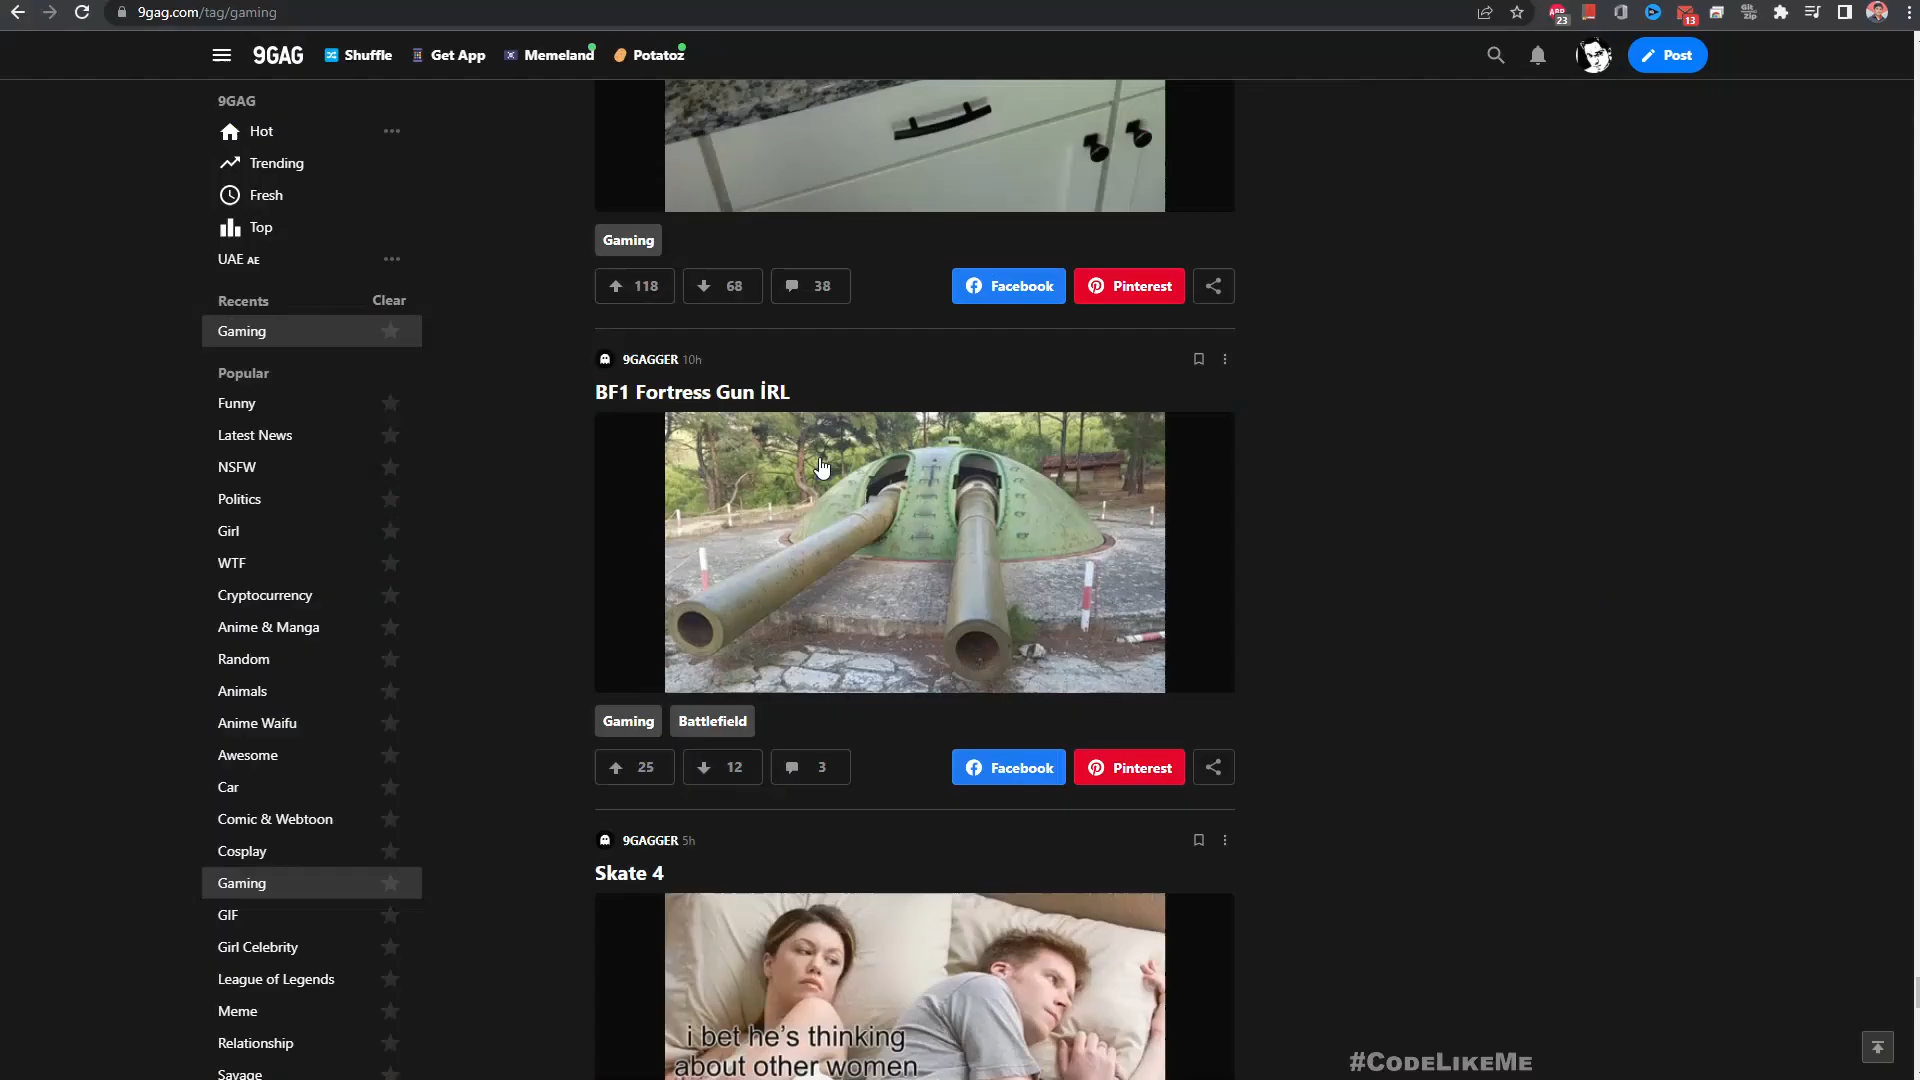 9gag.com/tag/gaming
23
13
Git
zip
9GAG
Shuffle
Get App
Memeland
Potatoz
Post
9GAG
Hot
Trending
Fresh
Top
UAE AE
Recents
Clear
Gaming
Popular
Funny
Latest News
NSFW
Politics
Girl
WTF
Cryptocurrency
Anime & Manga
Random
Animals
Anime Waifu
Awesome
Car
Comic & Webtoon
Cosplay
Gaming
GIF
Girl Celebrity
League of Legends
Meme
Relationship
Savage
Gaming
118
68
38
Facebook
Pinterest
9GAGGER 10h
BF1 Fortress Gun İRL
Gaming
Battlefield
25
12
3
Facebook
Pinterest
9GAGGER 5h
Skate 4
i bet he's thinking
about other women
#CodeLikeMe